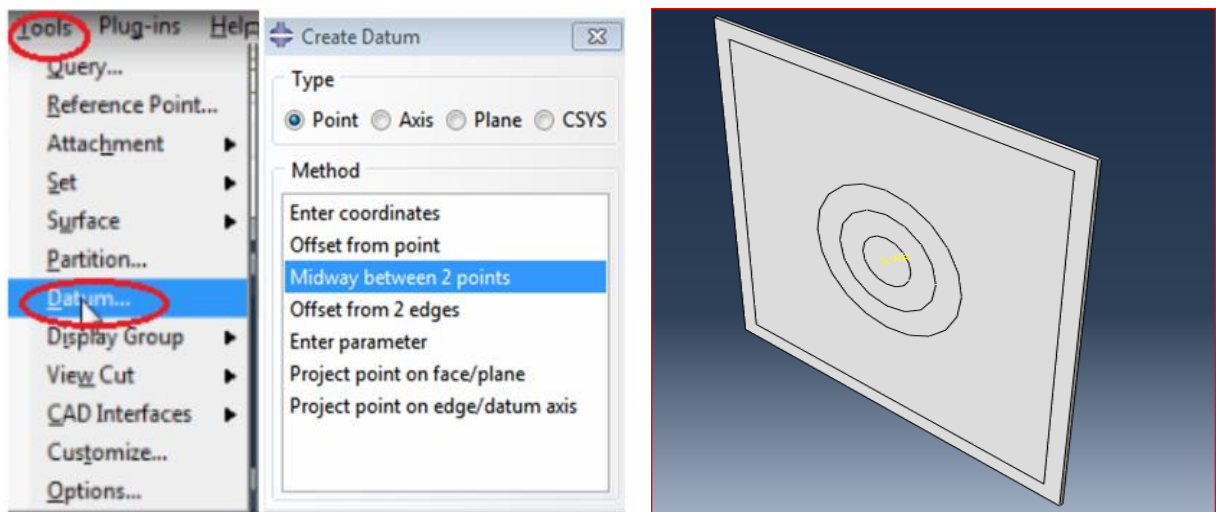 Tools Plug-ins Help
Query...
Reference Point...
Attachment
Set
Surface
Partition...
Datum...
Display Group
View Cut
CAD Interfaces
Customize...
Options...
Create Datum
Type
Point Axis Plane CSYS
Method
Enter coordinates
Offset from point
Midway between 2 points
Offset from 2 edges
Enter parameter
Project point on face/plane
Project point on edge/datum axis